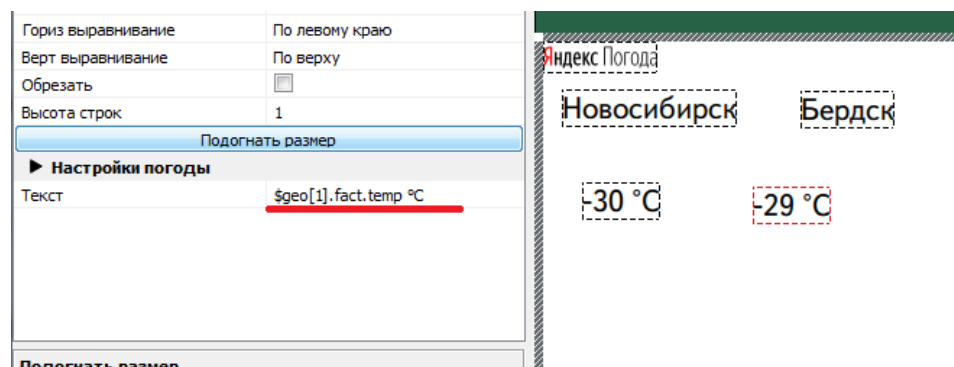 Гориз выравнивание По левому краю
Верт выравнивание По верху
Обрезать
Высота строк 1
Подогнать размер
Настройки погоды
Текст $geo[1].fact.temp °C
Подогнать размер
Яндекс Погода
Новосибирск Бердск
-30 °C -29 °C